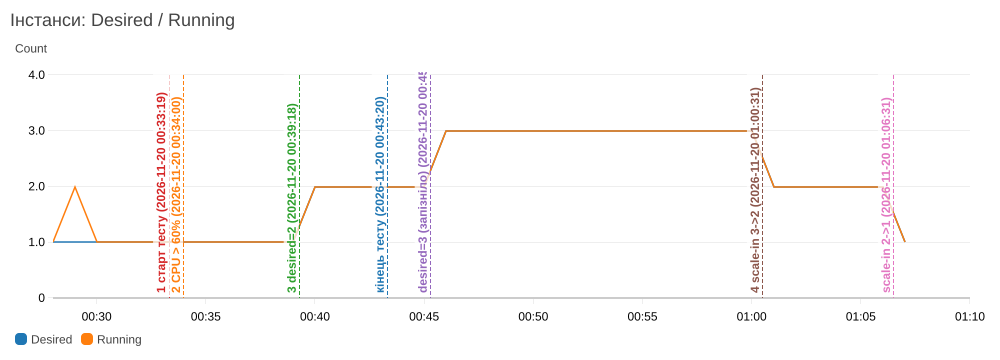 Інстанси: Desired / Running
Count
4.0
3.0
2.0
1.0
0
1 старт тесту (2026-11-20 00:33:19)
2 CPU > 60% (2026-11-20 00:34:00)
3 desired=2 (2026-11-20 00:39:18)
кінець тесту (2026-11-20 00:43:20)
desired=3 (запізніло) (2026-11-20 00:45
4 scale-in 3->2 (2026-11-20 01:00:31)
scale-in 2->1 (2026-11-20 01:06:31)
00:30 00:35 00:40 00:45 00:50 00:55 01:00 01:05 01:10
Desired Running